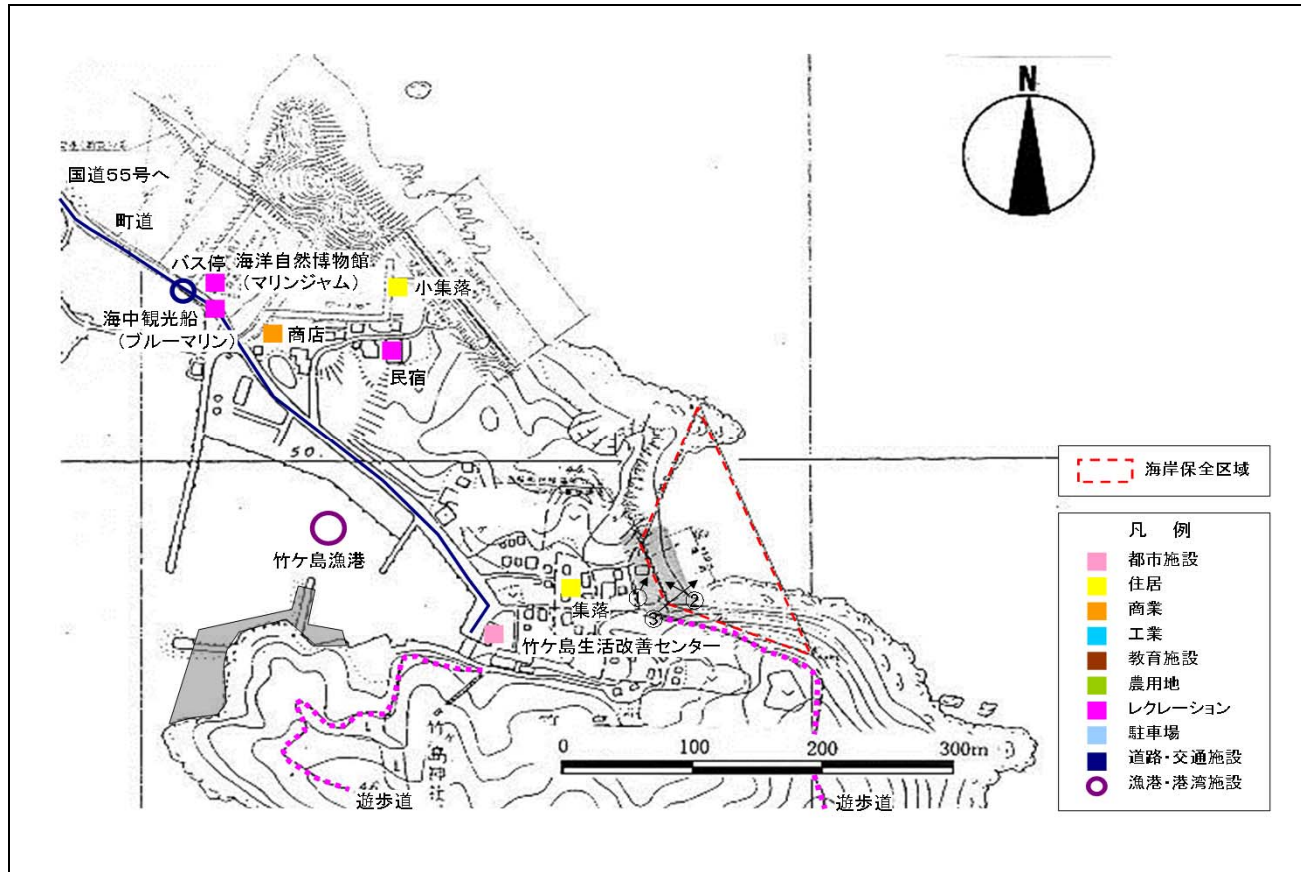 N
国道55号へ
町道
バス停
海洋自然博物館
(マリンジャム)
小集落
海中観光船
(ブルーマリン)
商店
民宿
50.
海岸保全区域
竹ケ島漁港
①
②
③
集落
竹ケ島生活改善センター
竹ケ島神社
0 100 200 300m
遊歩道
遊歩道
凡 例
都市施設
住居
商業
工業
教育施設
農用地
レクレーション
駐車場
道路・交通施設
漁港・港湾施設